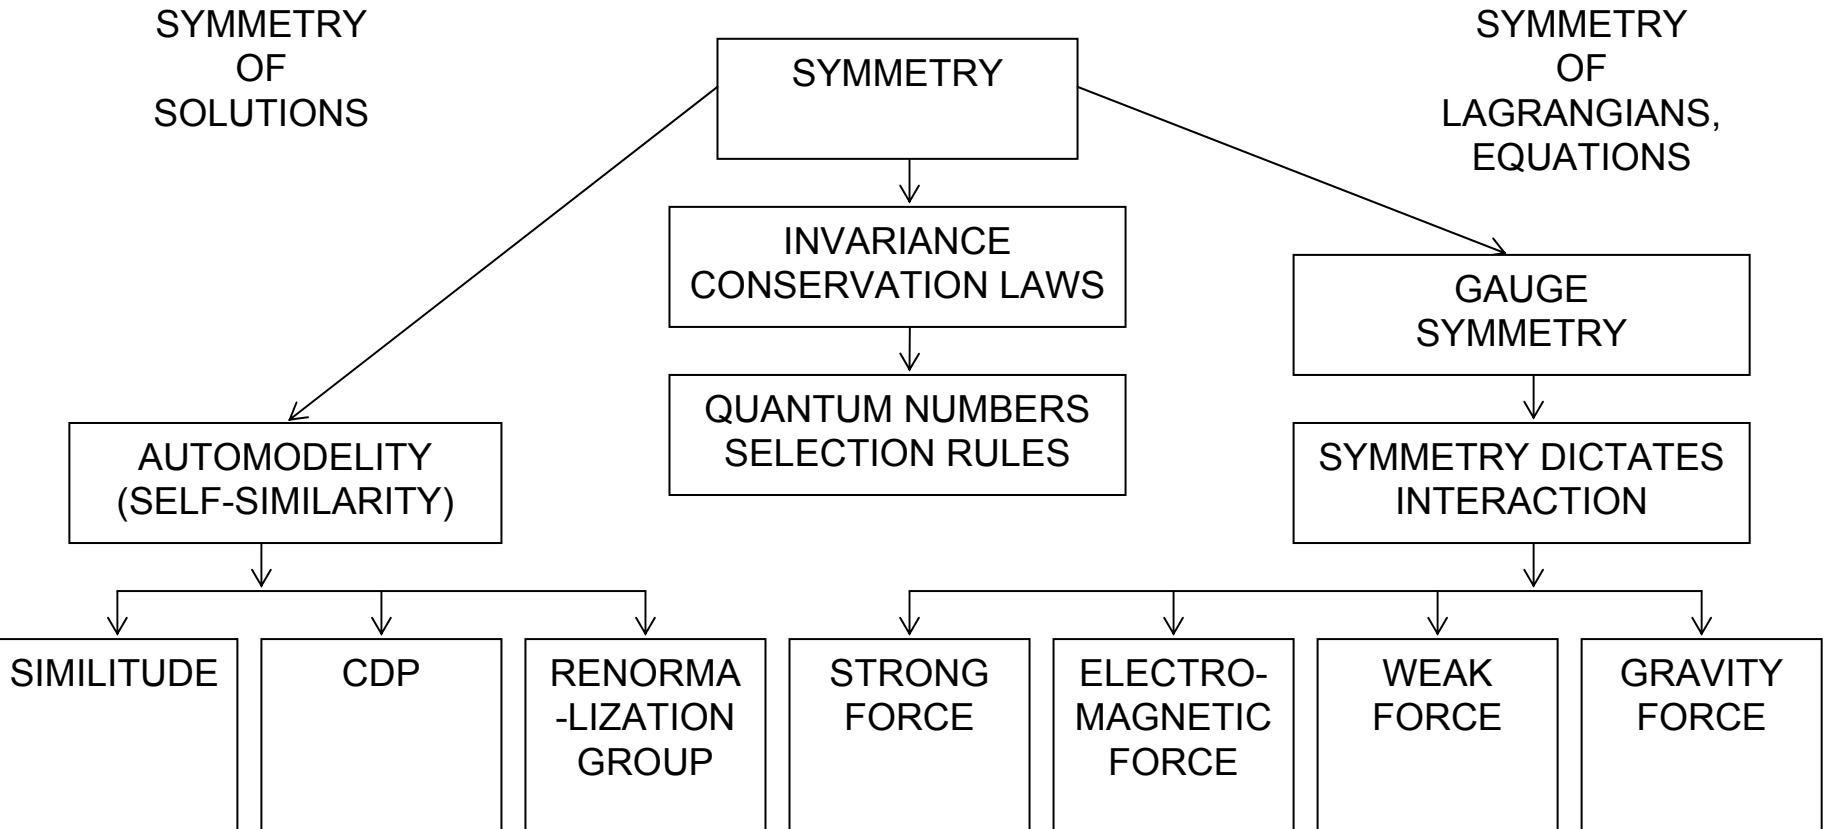 SYMMETRY
OF
SOLUTIONS
SYMMETRY
SYMMETRY
OF
LAGRANGIANS,
EQUATIONS
INVARIANCE
CONSERVATION LAWS
GAUGE
SYMMETRY
QUANTUM NUMBERS
SELECTION RULES
AUTOMODELITY
(SELF-SIMILARITY)
SYMMETRY DICTATES
INTERACTION
SIMILITUDE
CDP
RENORMA
-LIZATION
GROUP
STRONG
FORCE
ELECTRO-
MAGNETIC
FORCE
WEAK
FORCE
GRAVITY
FORCE